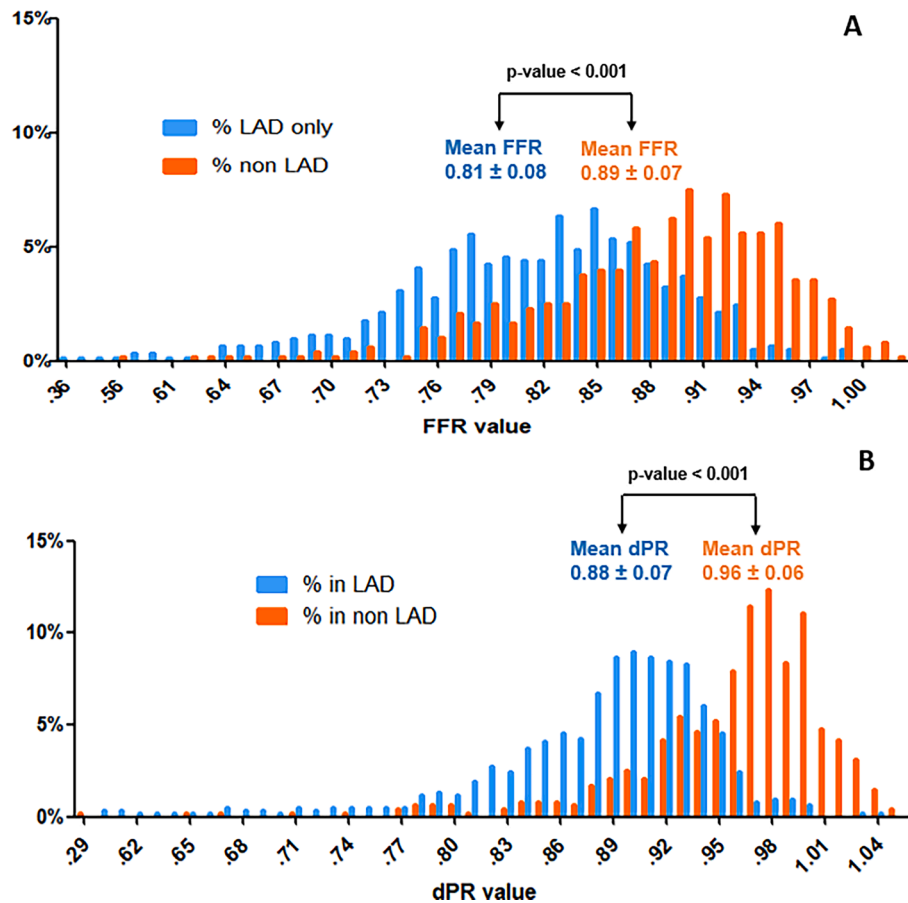 15%
A
p-value < 0.001
% LAD only
10%
Mean FFR
Mean FFR
% non LAD
0.81 ± 0.08
0.89 ± 0.07
5%
0%
.36
.56
.61
.64
.67
.70
.73
.76
.79
.82
.85
.88
.91
.94
.97
1.00
FFR value
B
p-value < 0.001
15%
Mean dPR
Mean dPR
0.88 ± 0.07
0.96 ± 0.06
% in LAD
% in non LAD
10%
5%
0%
.29
.62
.65
.68
.71
.74
.77
.80
.83
.86
.89
.92
.95
.98
1.01
1.04
dPR value